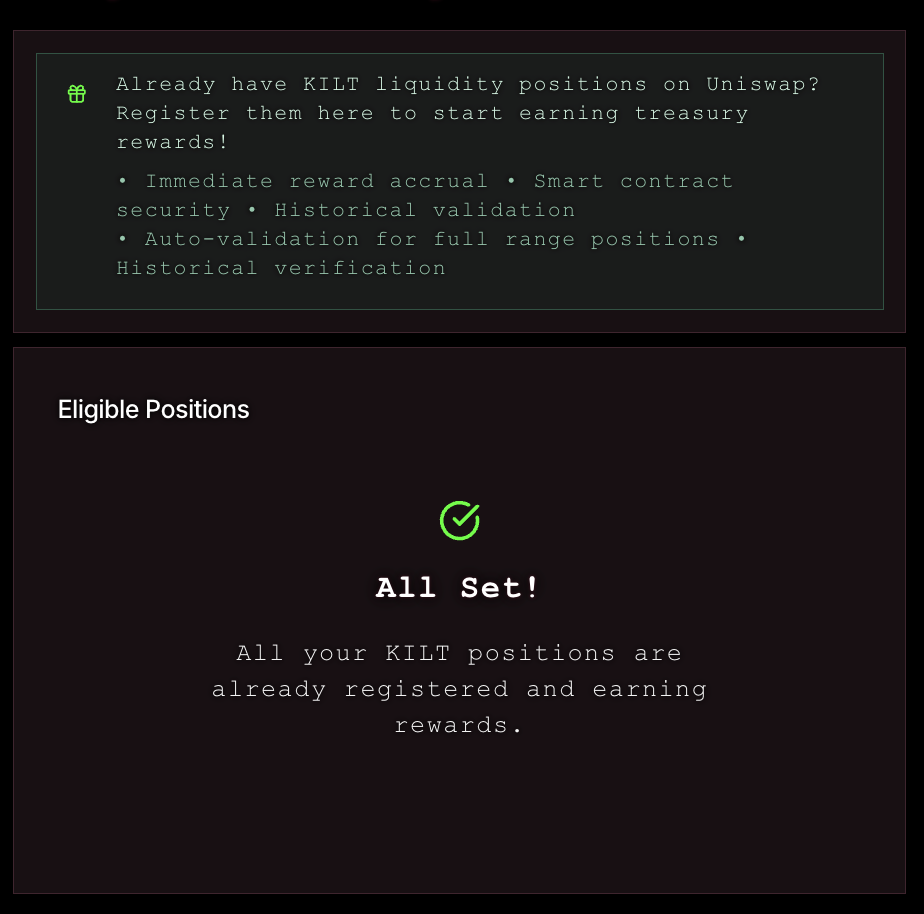 Already have KILT liquidity positions on Uniswap?
Register them here to start earning treasury
rewards!
• Immediate reward accrual • Smart contract
security • Historical validation
• Auto-validation for full range positions •
Historical verification
Eligible Positions
All Set!
All your KILT positions are
already registered and earning
rewards.